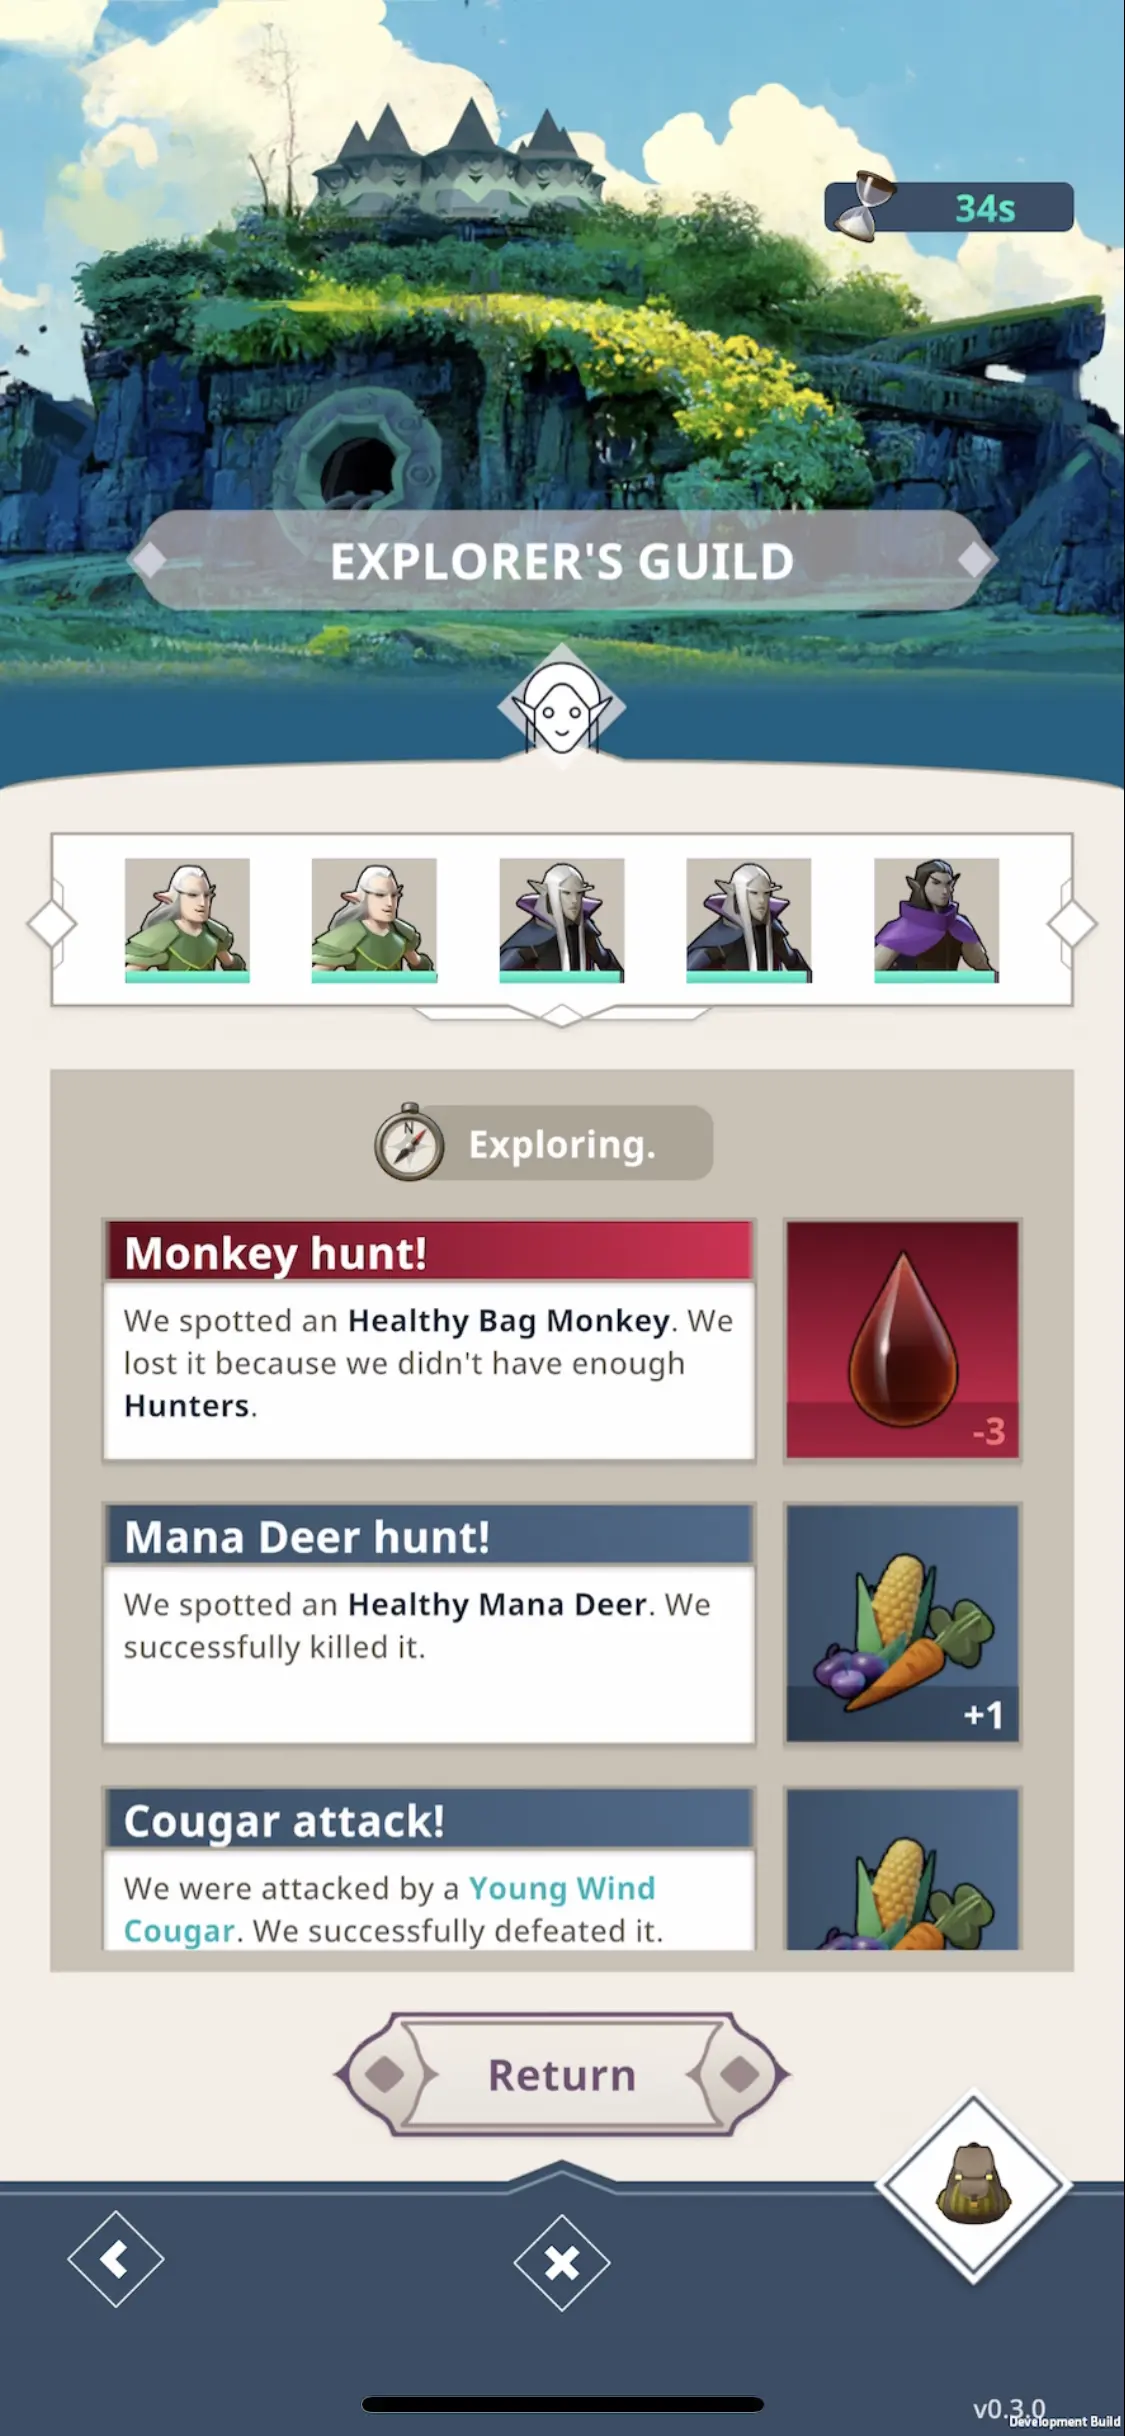 34s
EXPLORER'S GUILD
N
Exploring.
Monkey hunt!
We spotted an Healthy Bag Monkey. We
lost it because we didn't have enough
Hunters.
-3
Mana Deer hunt!
We spotted an Healthy Mana Deer. We
successfully killed it.
+1
Cougar attack!
We were attacked by a Young Wind
Cougar. We successfully defeated it.
Return
v0.3.0
Development Build